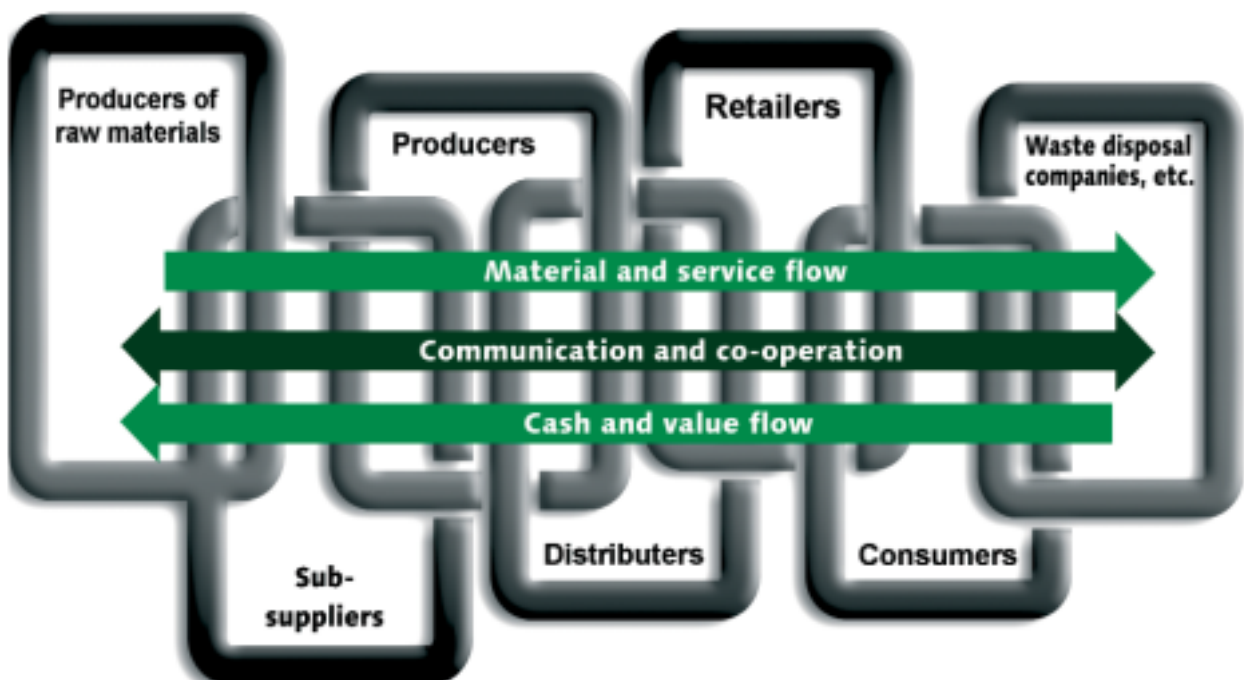 Producers of
raw materials
Producers
Retailers
Waste disposal
companies, etc.
Material and service flow
Communication and co-operation
Cash and value flow
Sub-
suppliers
Distributers
Consumers